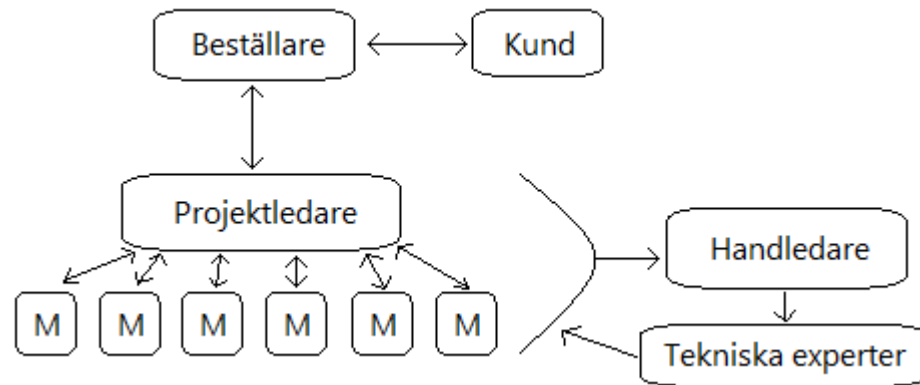 Beställare
Kund
Projektledare
Handledare
M M M M M M
Tekniska experter